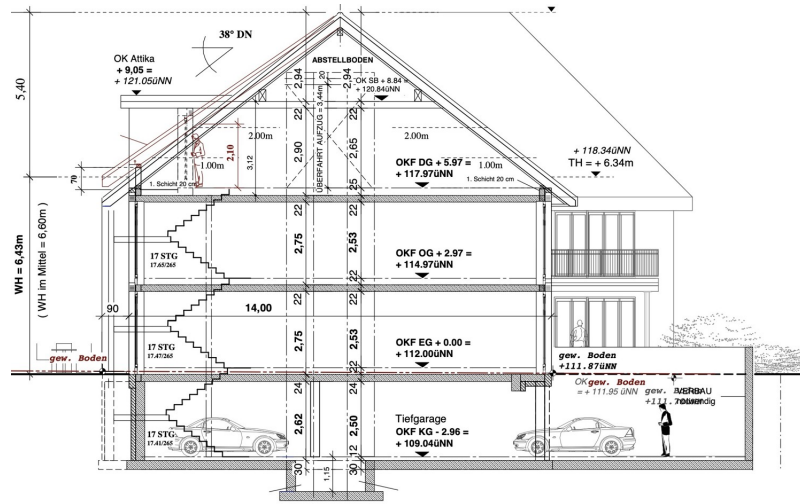 38° DN
OK Attika
+ 9,05 =
+ 121.05üNN
5,40
ABSTELLBODEN
2,94
20
2,94
OK SB + 8.84 =
+ 120.84üNN
22
22
ÜBERFAHRT AUFZUG = 3,44m
2.00m
2.00m
2,10
3,12
2,90
2,65
+ 118.34üNN
TH = + 6.34m
1.00m
1.00m
OKF DG + 5.97 =
+ 117.97üNN
70
1. Schicht 20 cm
1. Schicht 20 cm
25
22
22
WH = 6,43m
( WH im Mittel = 6,60m )
17 STG
17.65/265
2,75
2,53
OKF OG + 2.97 =
+ 114.97üNN
22
22
90
14,00
22
22
17 STG
17.47/265
2,75
2,53
OKF EG + 0.00 =
+ 112.00üNN
gew. Boden
gew. Boden
+111.87üNN
24
24
OK
gew. Boden
= + 111.95 üNN
VERBAU
17 STG
17.41/265
2,62
2,50
Tiefgarage
OKF KG - 2.96 =
+ 109.04üNN
12
30
30
1,15